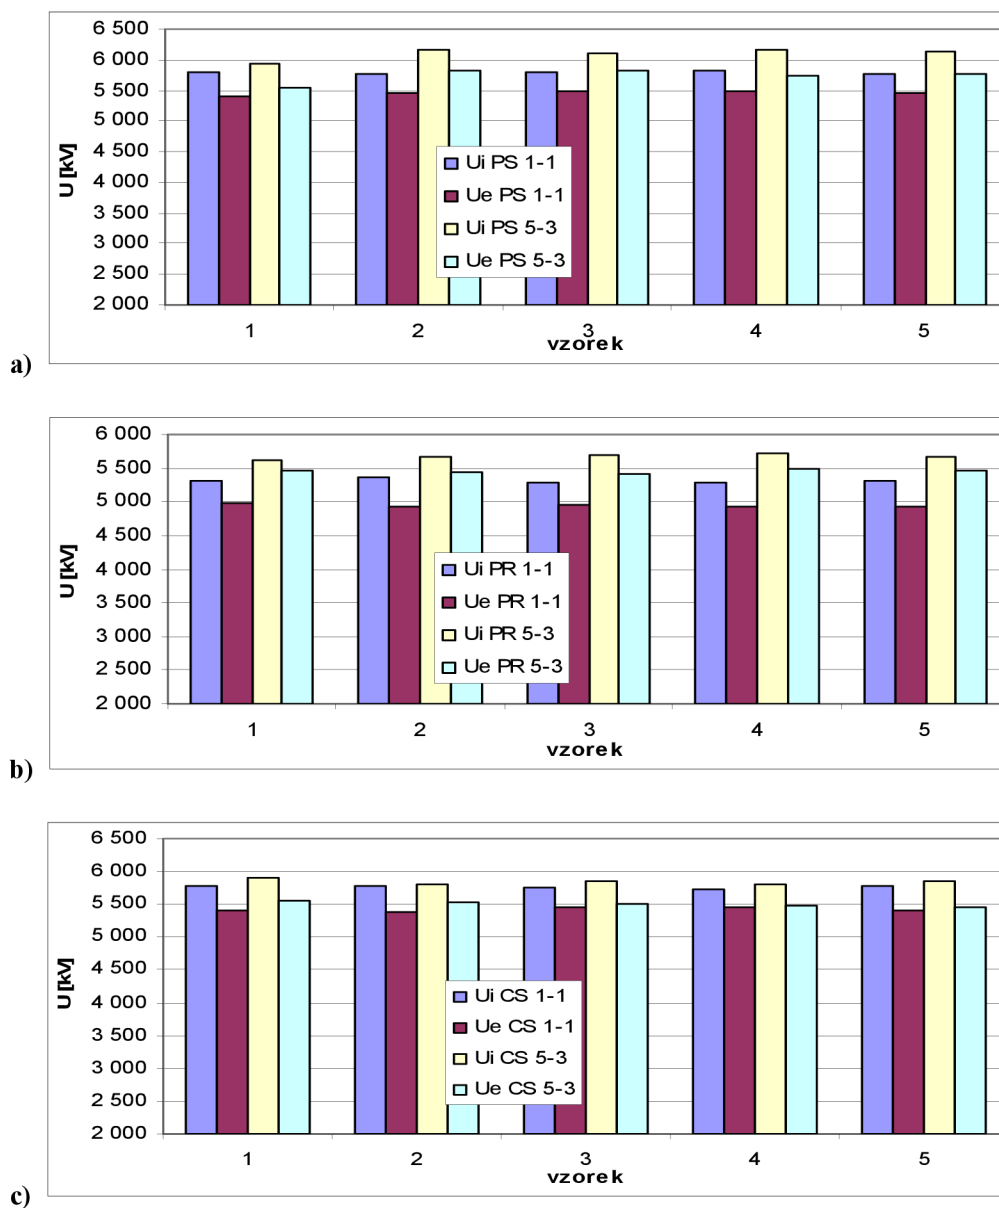 6 500
6 000
5 500
5 000
4 500
4 000
3 500
3 000
2 500
2 000
U [kV]
Ui PS 1-1
Ue PS 1-1
Ui PS 5-3
Ue PS 5-3
1 2 3 4 5
vzorek
a)
6 000
5 500
5 000
4 500
4 000
3 500
3 000
2 500
2 000
U [kV]
Ui PR 1-1
Ue PR 1-1
Ui PR 5-3
Ue PR 5-3
1 2 3 4 5
vzorek
b)
6 500
6 000
5 500
5 000
4 500
4 000
3 500
3 000
2 500
2 000
U [kV]
Ui CS 1-1
Ue CS 1-1
Ui CS 5-3
Ue CS 5-3
1 2 3 4 5
vzorek
c)